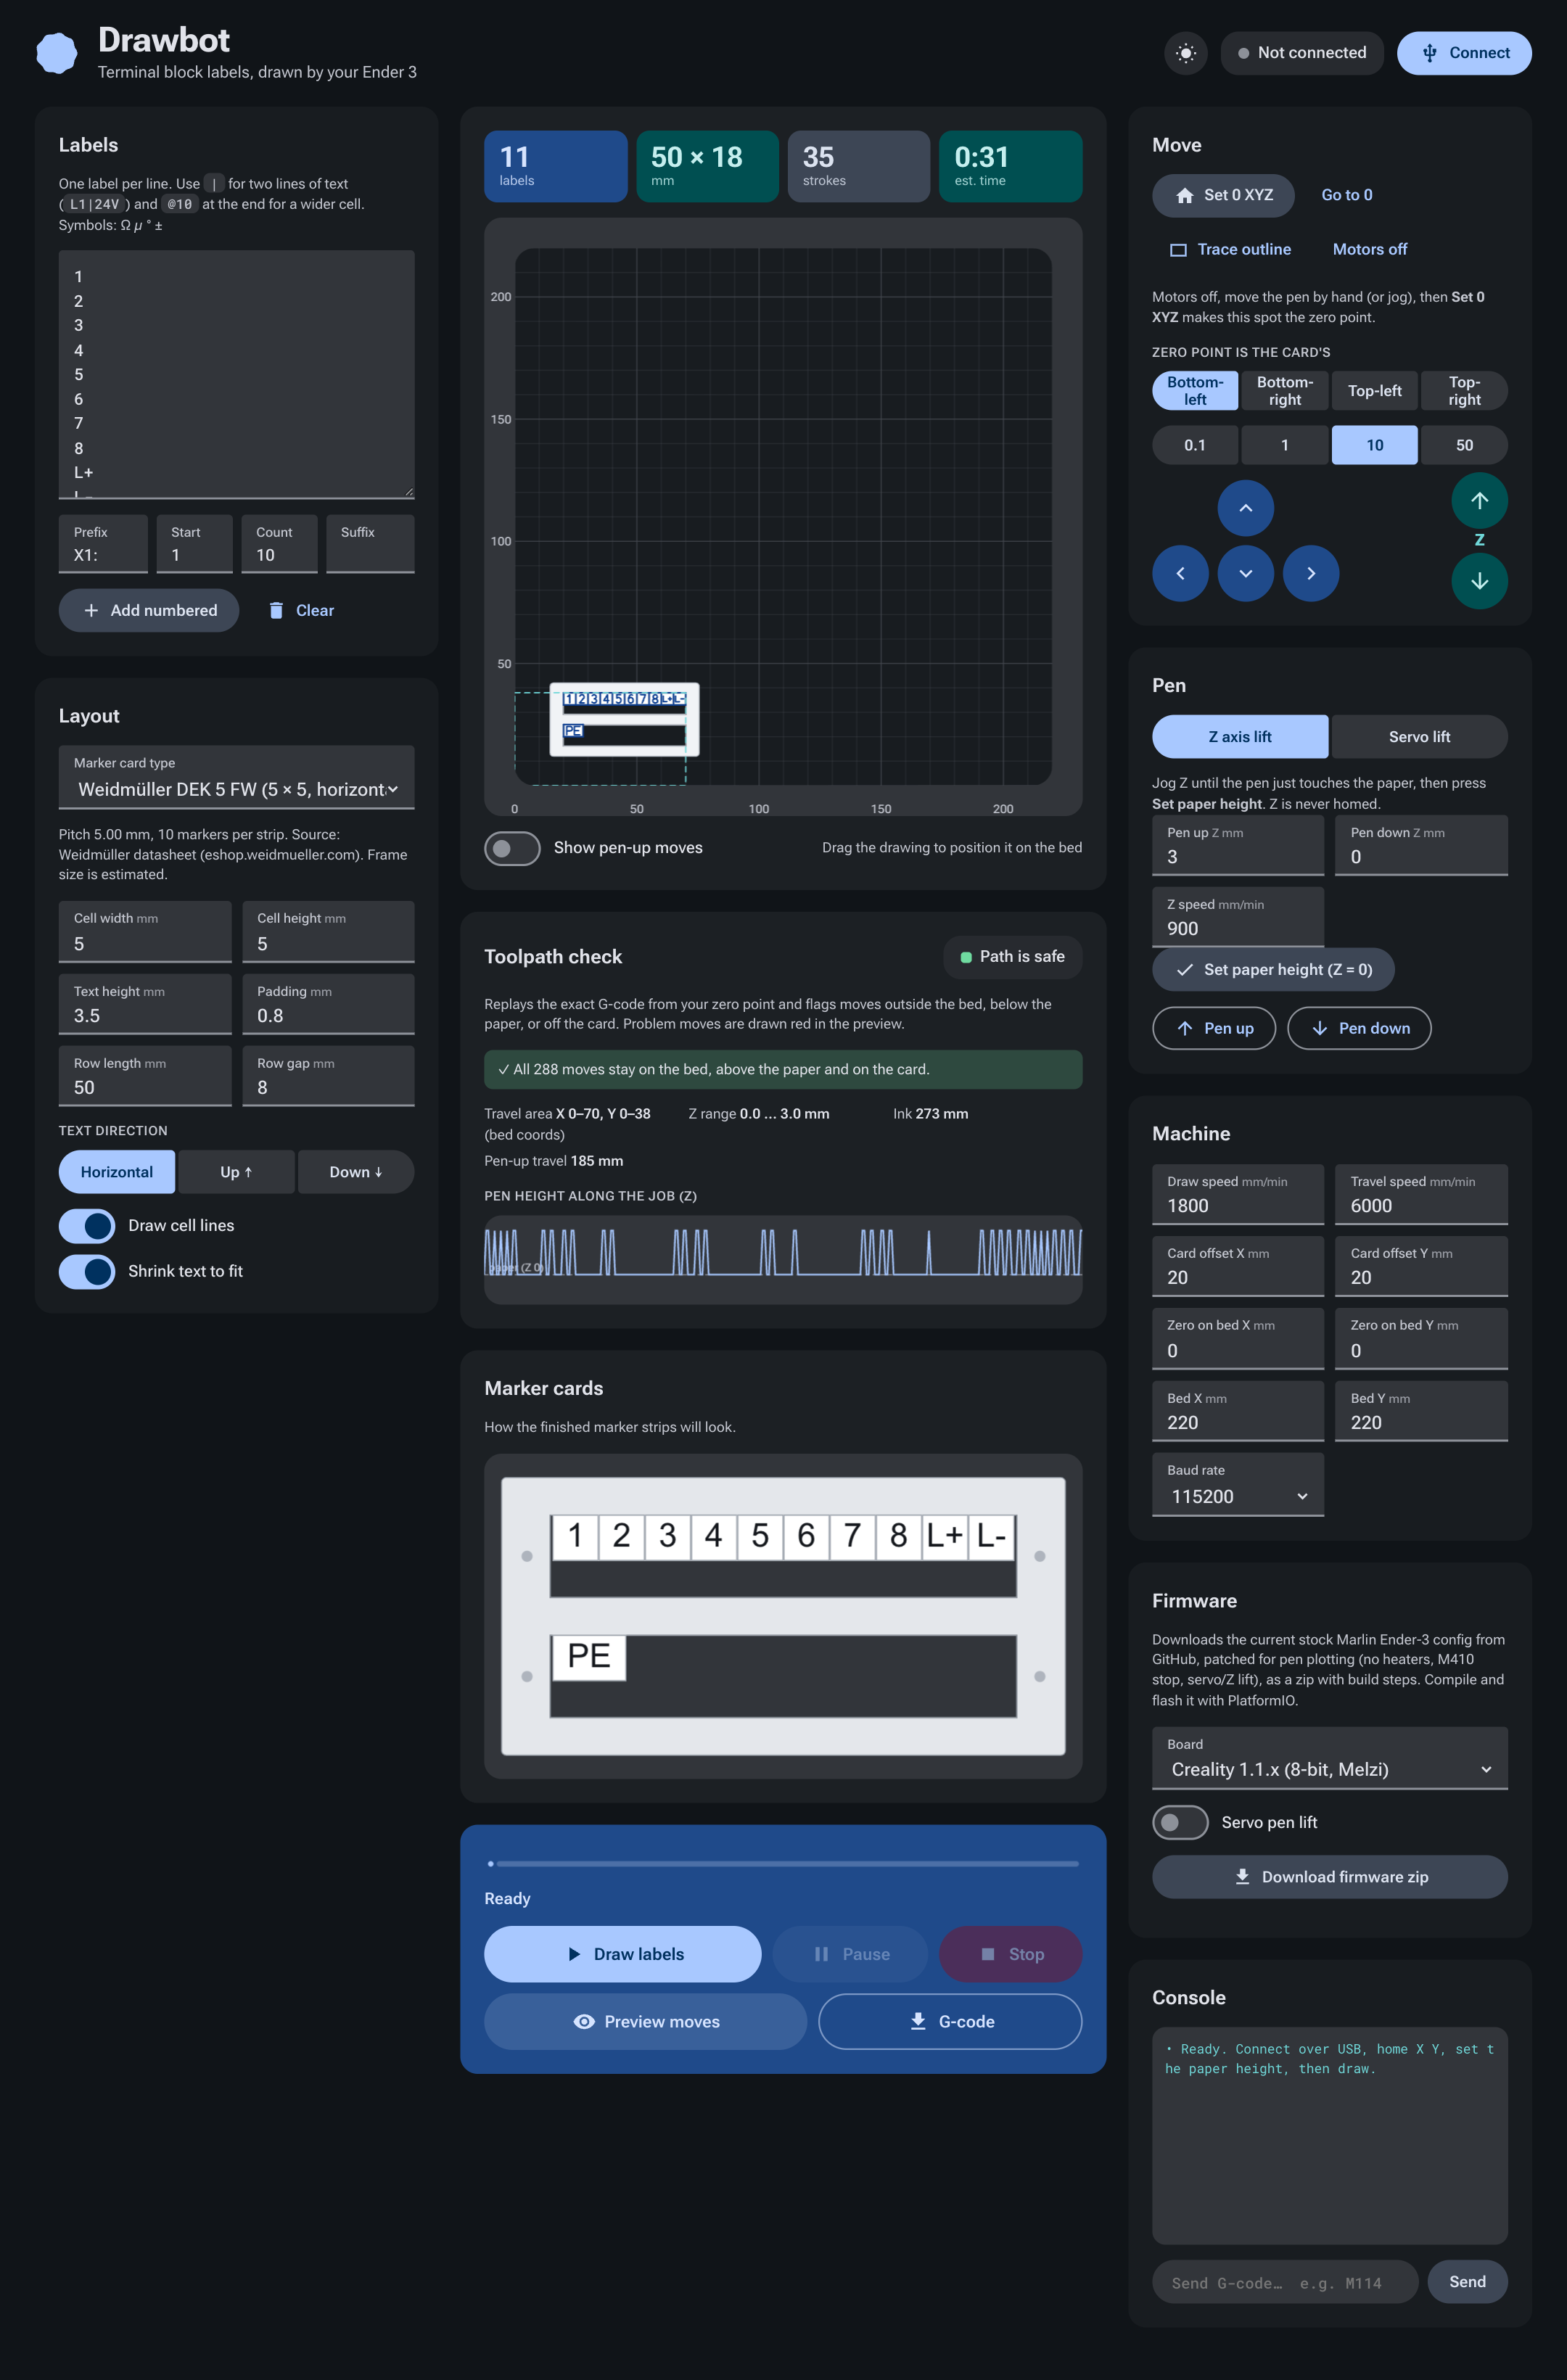 Drawbot
Terminal block labels, drawn by your Ender 3
Not connected
Connect
Labels
One label per line. Use | for two lines of text
(L1|24V) and @10 at the end for a wider cell.
Symbols: Ω µ ° ±
1
2
3
4
5
6
7
8
L+
Prefix
X1:
Start
1
Count
10
Suffix
Add numbered
Clear
Layout
Marker card type
Weidmüller DEK 5 FW (5 × 5, horizont
Pitch 5.00 mm, 10 markers per strip. Source:
Weidmüller datasheet (eshop.weidmueller.com). Frame
size is estimated.
Cell width mm
5
Cell height mm
5
Text height mm
3.5
Padding mm
0.8
Row length mm
50
Row gap mm
8
TEXT DIRECTION
Horizontal
Up ↑
Down ↓
Draw cell lines
Shrink text to fit
11
labels
50 × 18
mm
35
strokes
0:31
est. time
200
150
100
50
1 2 3 4 5 6 7 8 L+ L-
PE
0 50 100 150 200
Show pen-up moves
Drag the drawing to position it on the bed
Toolpath check
Path is safe
Replays the exact G-code from your zero point and flags moves outside the bed, below the
paper, or off the card. Problem moves are drawn red in the preview.
✓ All 288 moves stay on the bed, above the paper and on the card.
Travel area X 0–70, Y 0–38
(bed coords)
Z range 0.0 … 3.0 mm
Ink 273 mm
Pen-up travel 185 mm
PEN HEIGHT ALONG THE JOB (Z)
paper (Z 0)
Marker cards
How the finished marker strips will look.
1 2 3 4 5 6 7 8 L+ L-
PE
Ready
Draw labels
Pause
Stop
Preview moves
G-code
Move
Set 0 XYZ
Go to 0
Trace outline
Motors off
Motors off, move the pen by hand (or jog), then Set 0
XYZ makes this spot the zero point.
ZERO POINT IS THE CARD'S
Bottom-
left
Bottom-
right
Top-left
Top-
right
0.1
1
10
50
Z
Pen
Z axis lift
Servo lift
Jog Z until the pen just touches the paper, then press
Set paper height. Z is never homed.
Pen up Z mm
3
Pen down Z mm
0
Z speed mm/min
900
Set paper height (Z = 0)
Pen up
Pen down
Machine
Draw speed mm/min
1800
Travel speed mm/min
6000
Card offset X mm
20
Card offset Y mm
20
Zero on bed X mm
0
Zero on bed Y mm
0
Bed X mm
220
Bed Y mm
220
Baud rate
115200
Firmware
Downloads the current stock Marlin Ender-3 config from
GitHub, patched for pen plotting (no heaters, M410
stop, servo/Z lift), as a zip with build steps. Compile and
flash it with PlatformIO.
Board
Creality 1.1.x (8-bit, Melzi)
Servo pen lift
Download firmware zip
Console
• Ready. Connect over USB, home X Y, set t
he paper height, then draw.
Send G-code… e.g. M114
Send